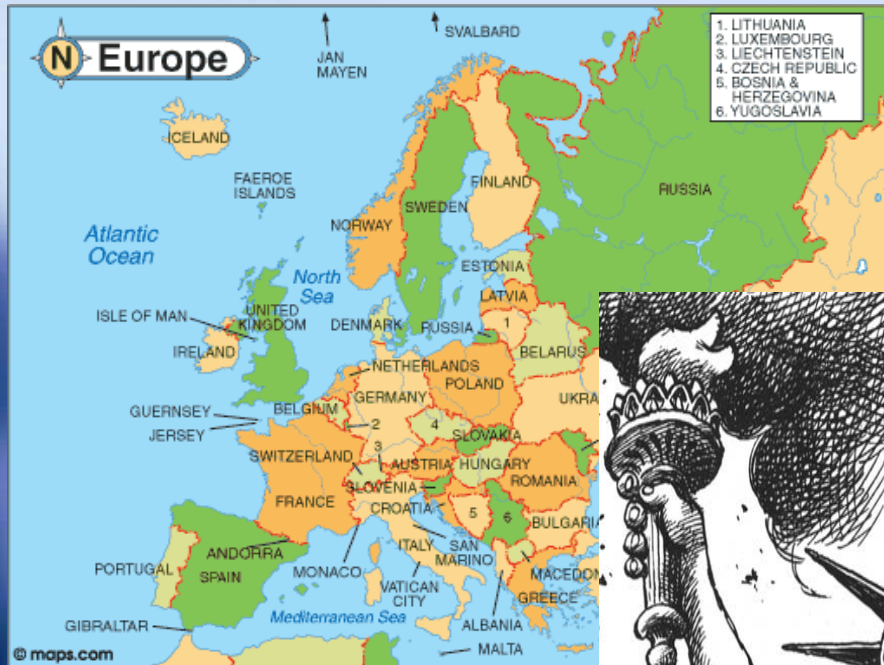 N Europe
JAN
MAYEN
SVALBARD
1. LITHUANIA
2. LUXEMBOURG
3. LIECHTENSTEIN
4. CZECH REPUBLIC
5. BOSNIA &
HERZEGOVINA
6. YUGOSLAVIA
ICELAND
FAEROE
ISLANDS
FINLAND
RUSSIA
SWEDEN
NORWAY
Atlantic
Ocean
North
Sea
ESTONIA
LATVIA
ISLE OF MAN
UNITED
KINGDOM
DENMARK
RUSSIA
1
IRELAND
BELARUS
NETHERLANDS
POLAND
GERMANY
UKRA
GUERNSEY
BELGIUM
JERSEY
2
4
SLOVAKIA
3
SWITZERLAND
AUSTRIA
HUNGARY
ROMANIA
SLOVENIA
FRANCE
CROATIA
5
6
BULGARIA
ANDORRA
ITALY
SAN
MARINO
PORTUGAL
SPAIN
MONACO
VATICAN
CITY
MACEDON
GREECE
GIBRALTAR
Mediterranean Sea
ALBANIA
MALTA
© maps.com